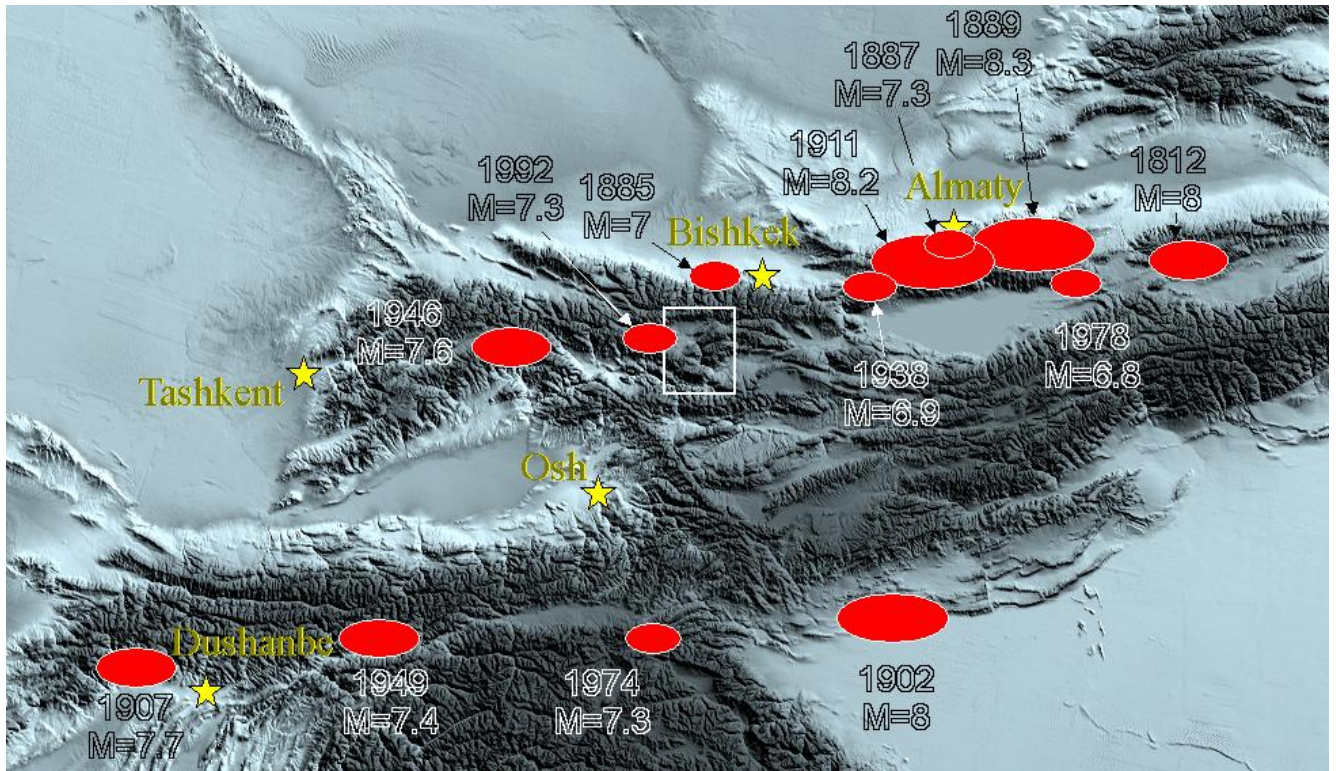 1889
M=8.3
1887
M=7.3
1911
M=8.2
Almaty
1812
M=8
1992
M=7.3
1885
M=7
Bishkek
1946
M=7.6
Tashkent
1938
M=6.9
1978
M=6.8
Osh
Dushanbe
1907
M=7.7
1949
M=7.4
1974
M=7.3
1902
M=8